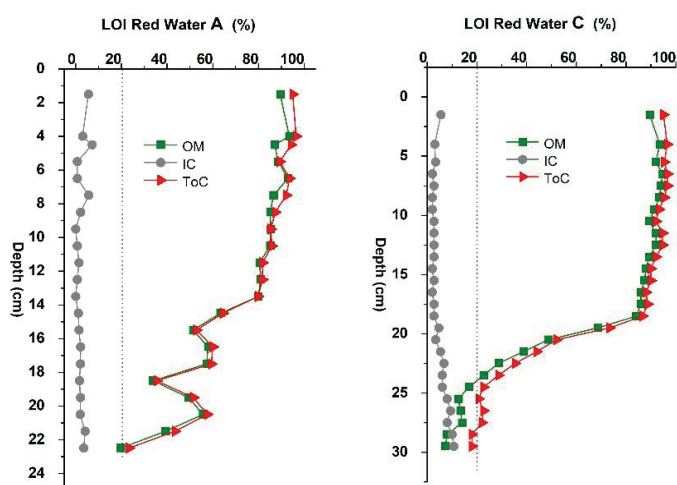 LOI Red Water A (%)
0 20 40 60 80 100
0
2
4
6
8
10
12
14
16
18
20
22
24
Depth (cm)
OM
IC
ToC
LOI Red Water C (%)
0 20 40 60 80 100
0
5
10
15
20
25
30
Depth (cm)
OM
IC
ToC